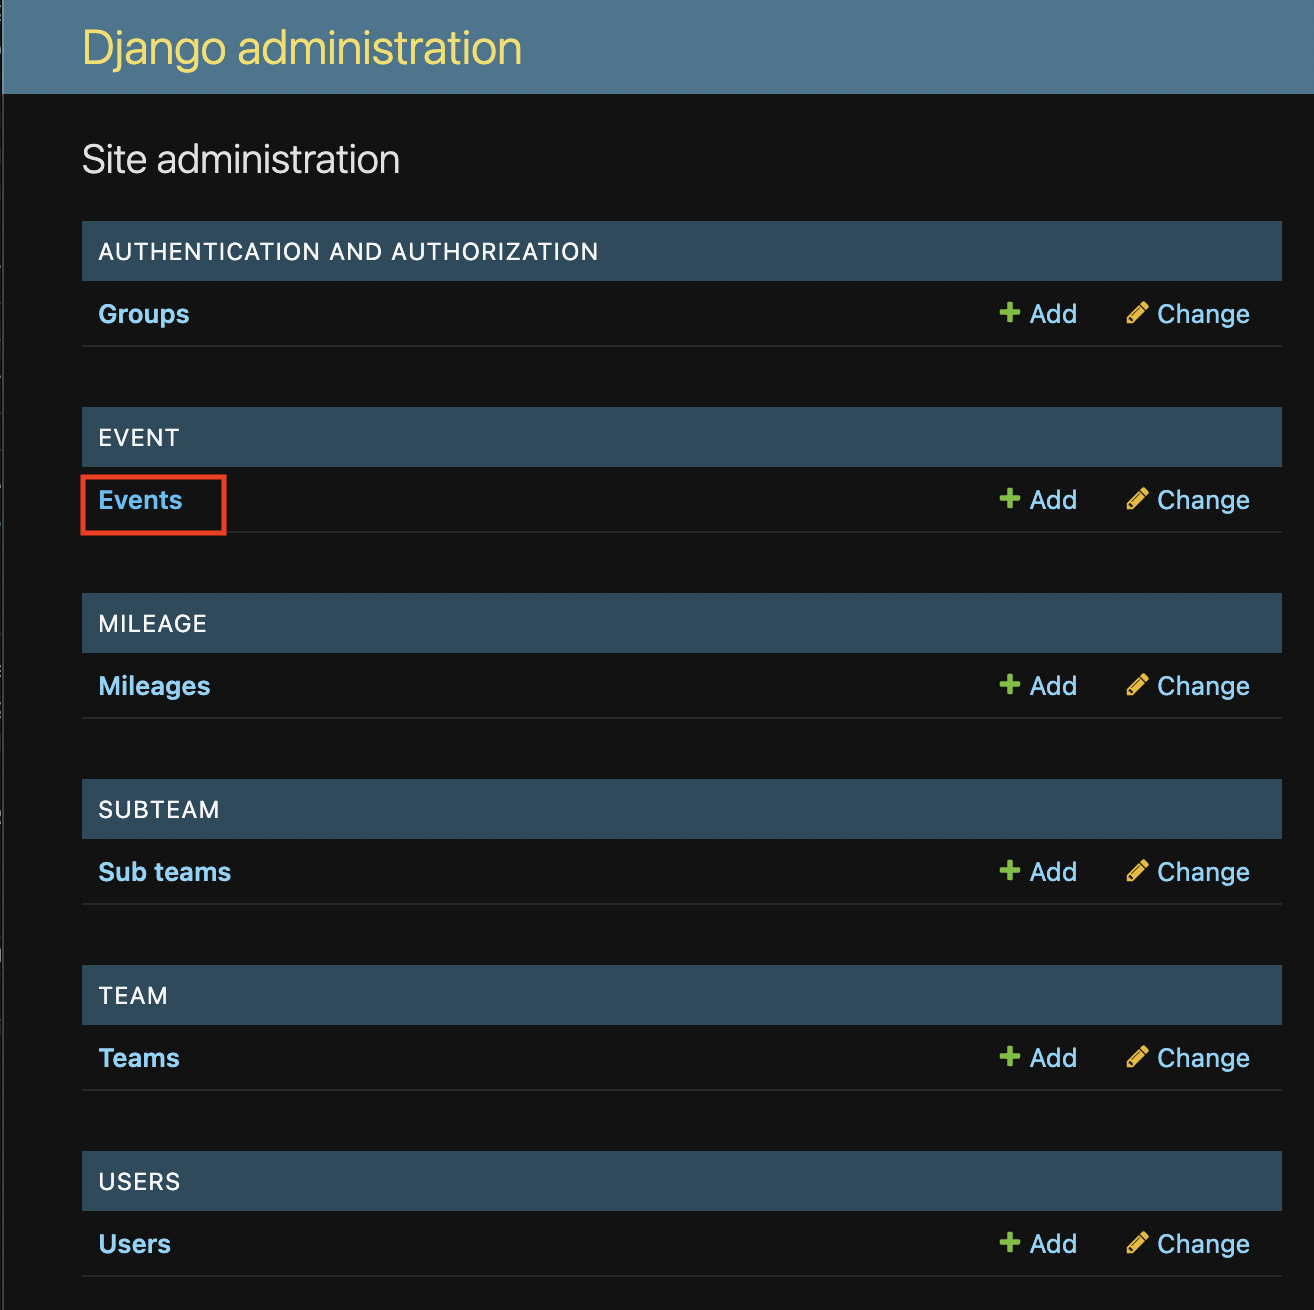 Django administration
Site administration
AUTHENTICATION AND AUTHORIZATION
Groups Add Change
EVENT
Events Add Change
MILEAGE
Mileages Add Change
SUBTEAM
Sub teams Add Change
TEAM
Teams Add Change
USERS
Users Add Change